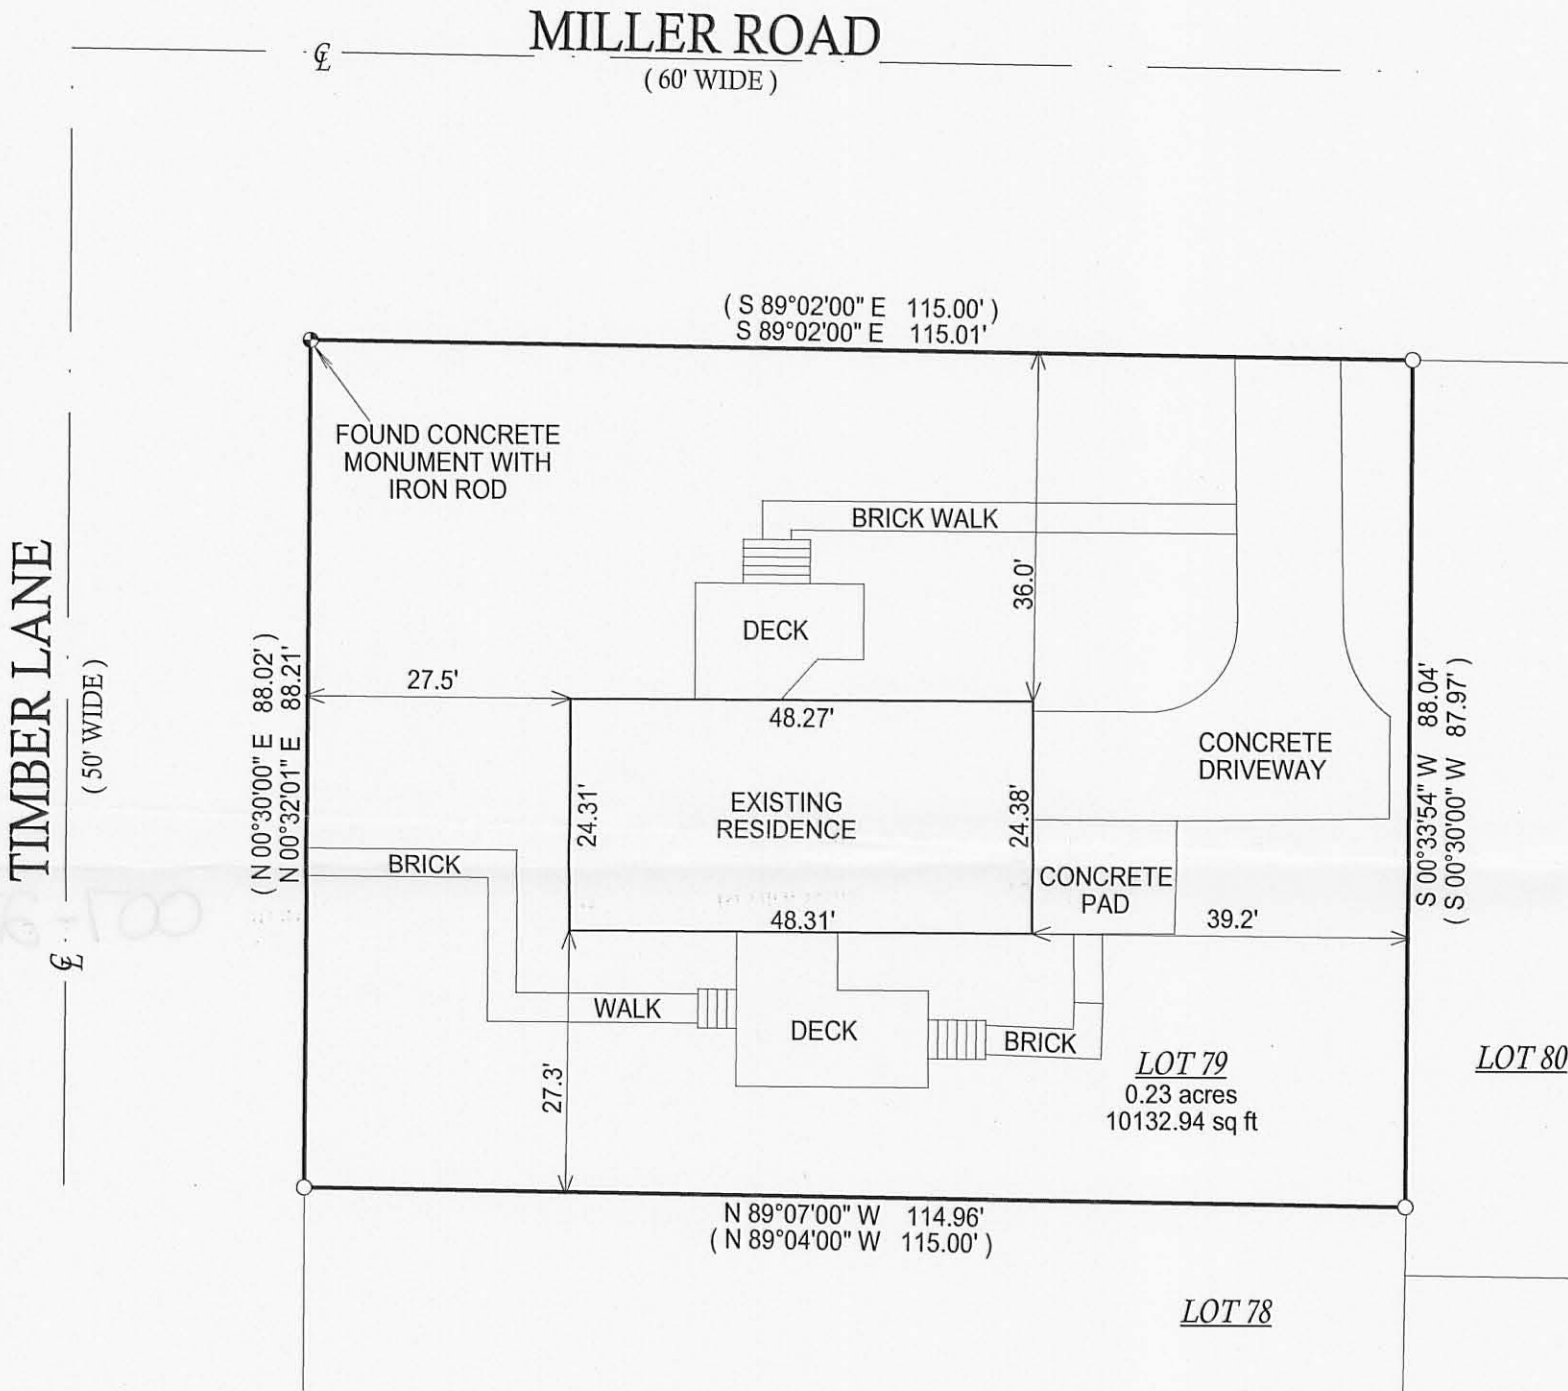 MILLER ROAD
( 60' WIDE )
℄
( S 89°02'00" E 115.00' )
S 89°02'00" E 115.01'
FOUND CONCRETE
MONUMENT WITH
IRON ROD
BRICK WALK
36.0'
DECK
TIMBER LANE
( 50' WIDE )
℄
( N 00°30'00" E 88.02' )
N 00°32'01" E 88.21'
27.5'
48.27'
CONCRETE
DRIVEWAY
S 00°33'54" W 88.04'
( S 00°30'00" W 87.97' )
24.31'
EXISTING
RESIDENCE
24.38'
BRICK
CONCRETE
PAD
48.31'
39.2'
WALK
DECK
BRICK
27.3'
LOT 79
0.23 acres
10132.94 sq ft
LOT 80
N 89°07'00" W 114.96'
( N 89°04'00" W 115.00' )
LOT 78